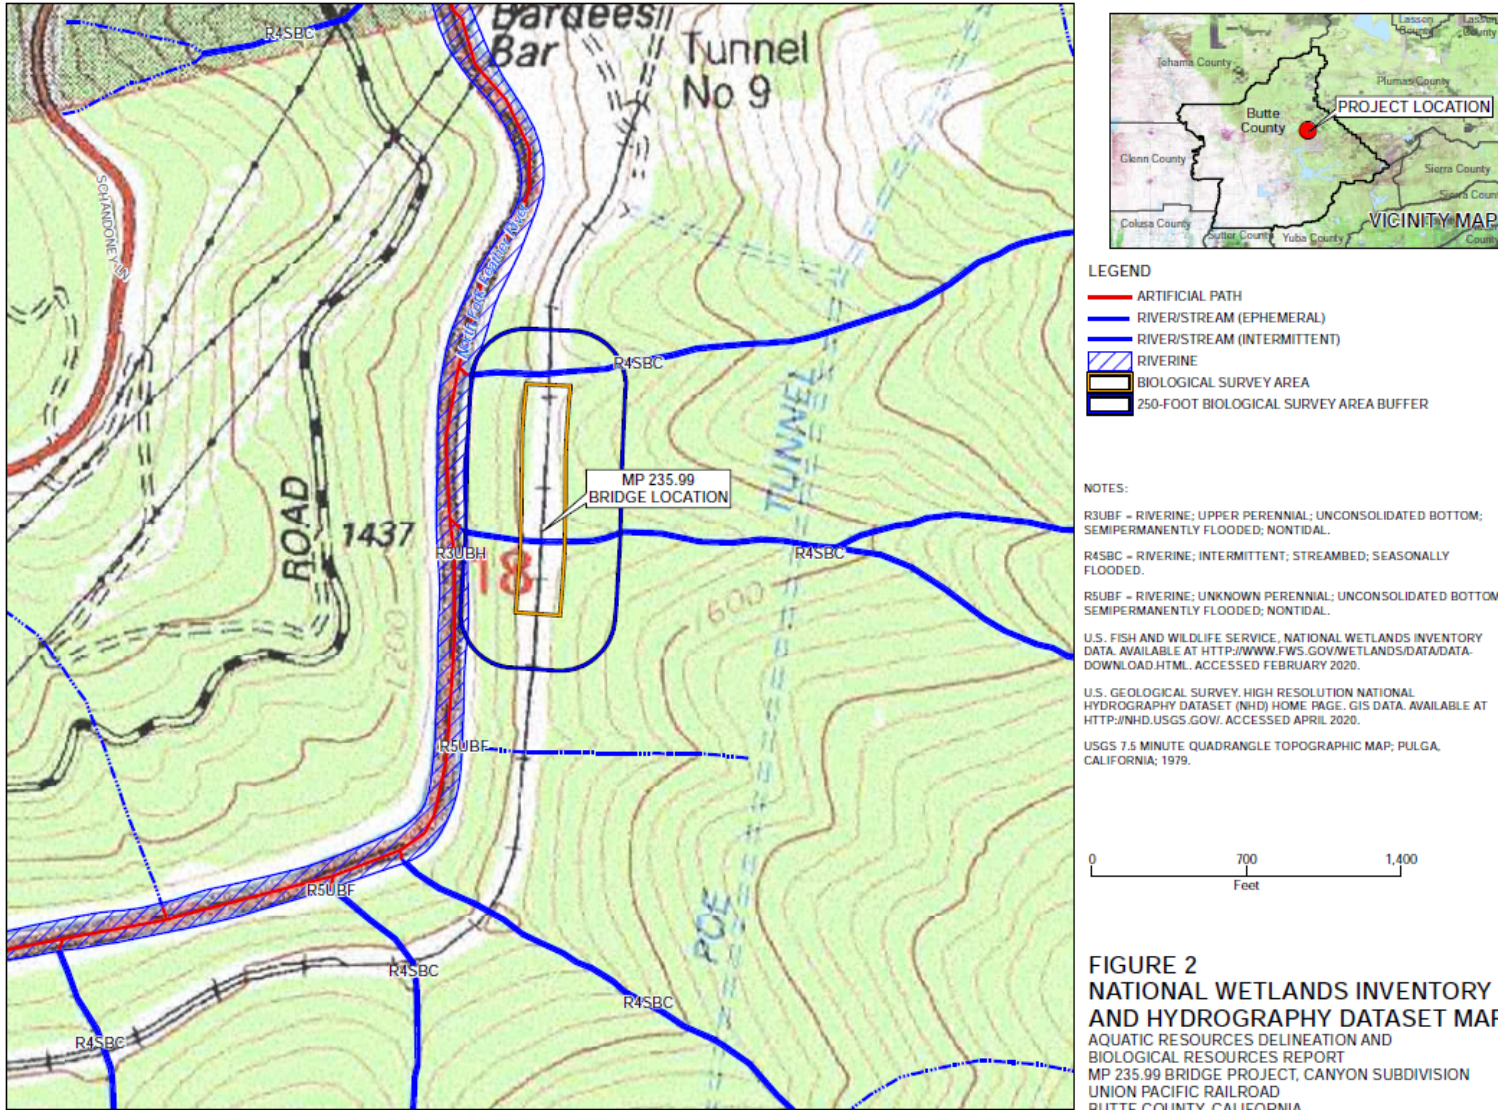 Bardees
Bar
Tunnel
No 9
R4SBC
SCHANDONEY LN
North Fork Feather River
R4SBC
MP 235.99
BRIDGE LOCATION
TUNNEL
ROAD
1437
R3UBH
18
R4SBC
1600
1200
R5UBF
R5UBF
POE
R4SBC
R4SBC
R4SBC
Lassen
County
Lassen
County
Tehama County
Plumas County
PROJECT LOCATION
Butte
County
Glenn County
Sierra County
Sierra Count
Colusa County
VICINITY MAP
Sutter County
Yuba County
County
LEGEND
ARTIFICIAL PATH
RIVER/STREAM (EPHEMERAL)
RIVER/STREAM (INTERMITTENT)
RIVERINE
BIOLOGICAL SURVEY AREA
250-FOOT BIOLOGICAL SURVEY AREA BUFFER
NOTES:
R3UBF = RIVERINE; UPPER PERENNIAL; UNCONSOLIDATED BOTTOM;
SEMIPERMANENTLY FLOODED; NONTIDAL.
R4SBC = RIVERINE; INTERMITTENT; STREAMBED; SEASONALLY
FLOODED.
R5UBF = RIVERINE; UNKNOWN PERENNIAL; UNCONSOLIDATED BOTTOM
SEMIPERMANENTLY FLOODED; NONTIDAL.
U.S. FISH AND WILDLIFE SERVICE, NATIONAL WETLANDS INVENTORY
DATA. AVAILABLE AT HTTP://WWW.FWS.GOV/WETLANDS/DATA/DATA-
DOWNLOAD.HTML. ACCESSED FEBRUARY 2020.
U.S. GEOLOGICAL SURVEY. HIGH RESOLUTION NATIONAL
HYDROGRAPHY DATASET (NHD) HOME PAGE. GIS DATA. AVAILABLE AT
HTTP://NHD.USGS.GOV/. ACCESSED APRIL 2020.
USGS 7.5 MINUTE QUADRANGLE TOPOGRAPHIC MAP; PULGA,
CALIFORNIA; 1979.
0 700 1,400
Feet
FIGURE 2
NATIONAL WETLANDS INVENTORY
AND HYDROGRAPHY DATASET MAP
AQUATIC RESOURCES DELINEATION AND
BIOLOGICAL RESOURCES REPORT
MP 235.99 BRIDGE PROJECT, CANYON SUBDIVISION
UNION PACIFIC RAILROAD
BUTTE COUNTY, CALIFORNIA